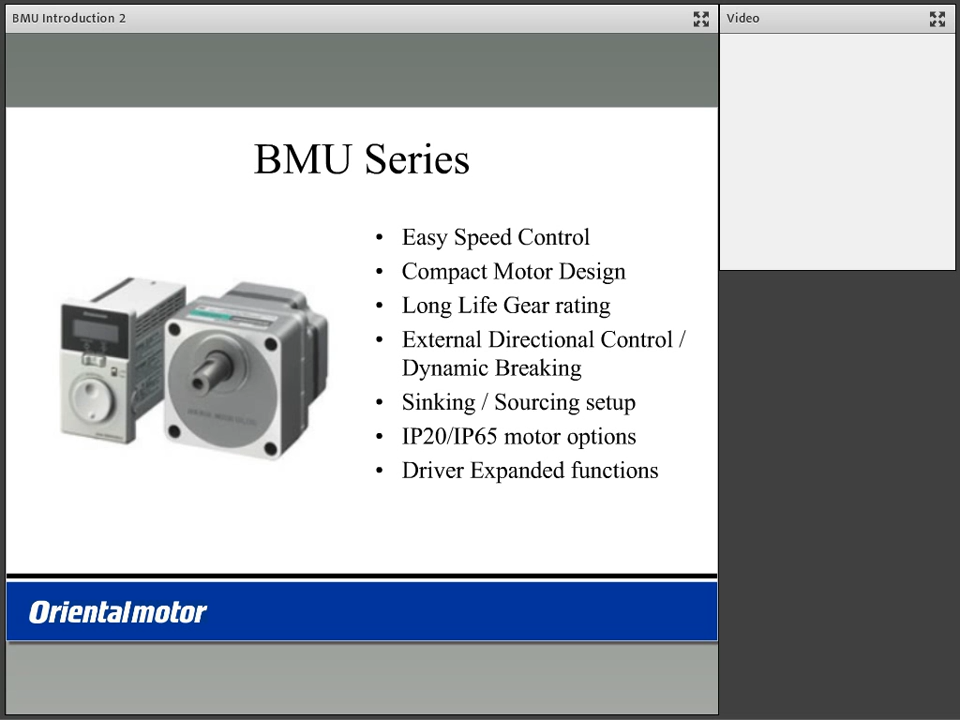 BMU Introduction 2
Video
BMU Series
• Easy Speed Control
• Compact Motor Design
• Long Life Gear rating
• External Directional Control /
Dynamic Breaking
• Sinking / Sourcing setup
• IP20/IP65 motor options
• Driver Expanded functions
Orientalmotor